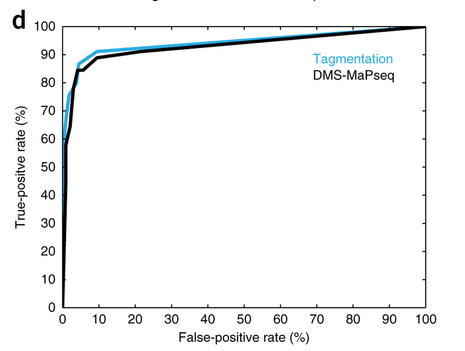 d
100
90
80
70
60
50
40
30
20
10
0
True-positve rate (%)
Tagmentation
DMS-MaPseq
0 10 20 30 40 50 60 70 80 90 100
False-positive rate (%)